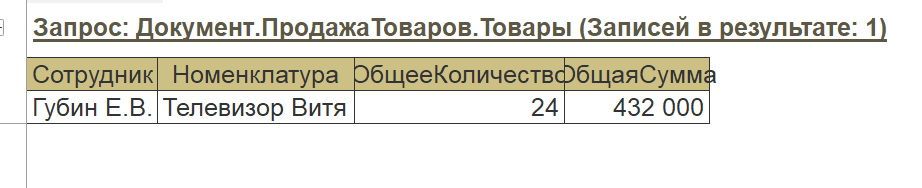 Запрос: Документ.ПродажаТоваров.Товары (Записей в результате: 1)
Сотрудник Номенклатура ОбщееКоличество ОбщаяСумма
Губин Е.В. Телевизор Витя 24 432 000